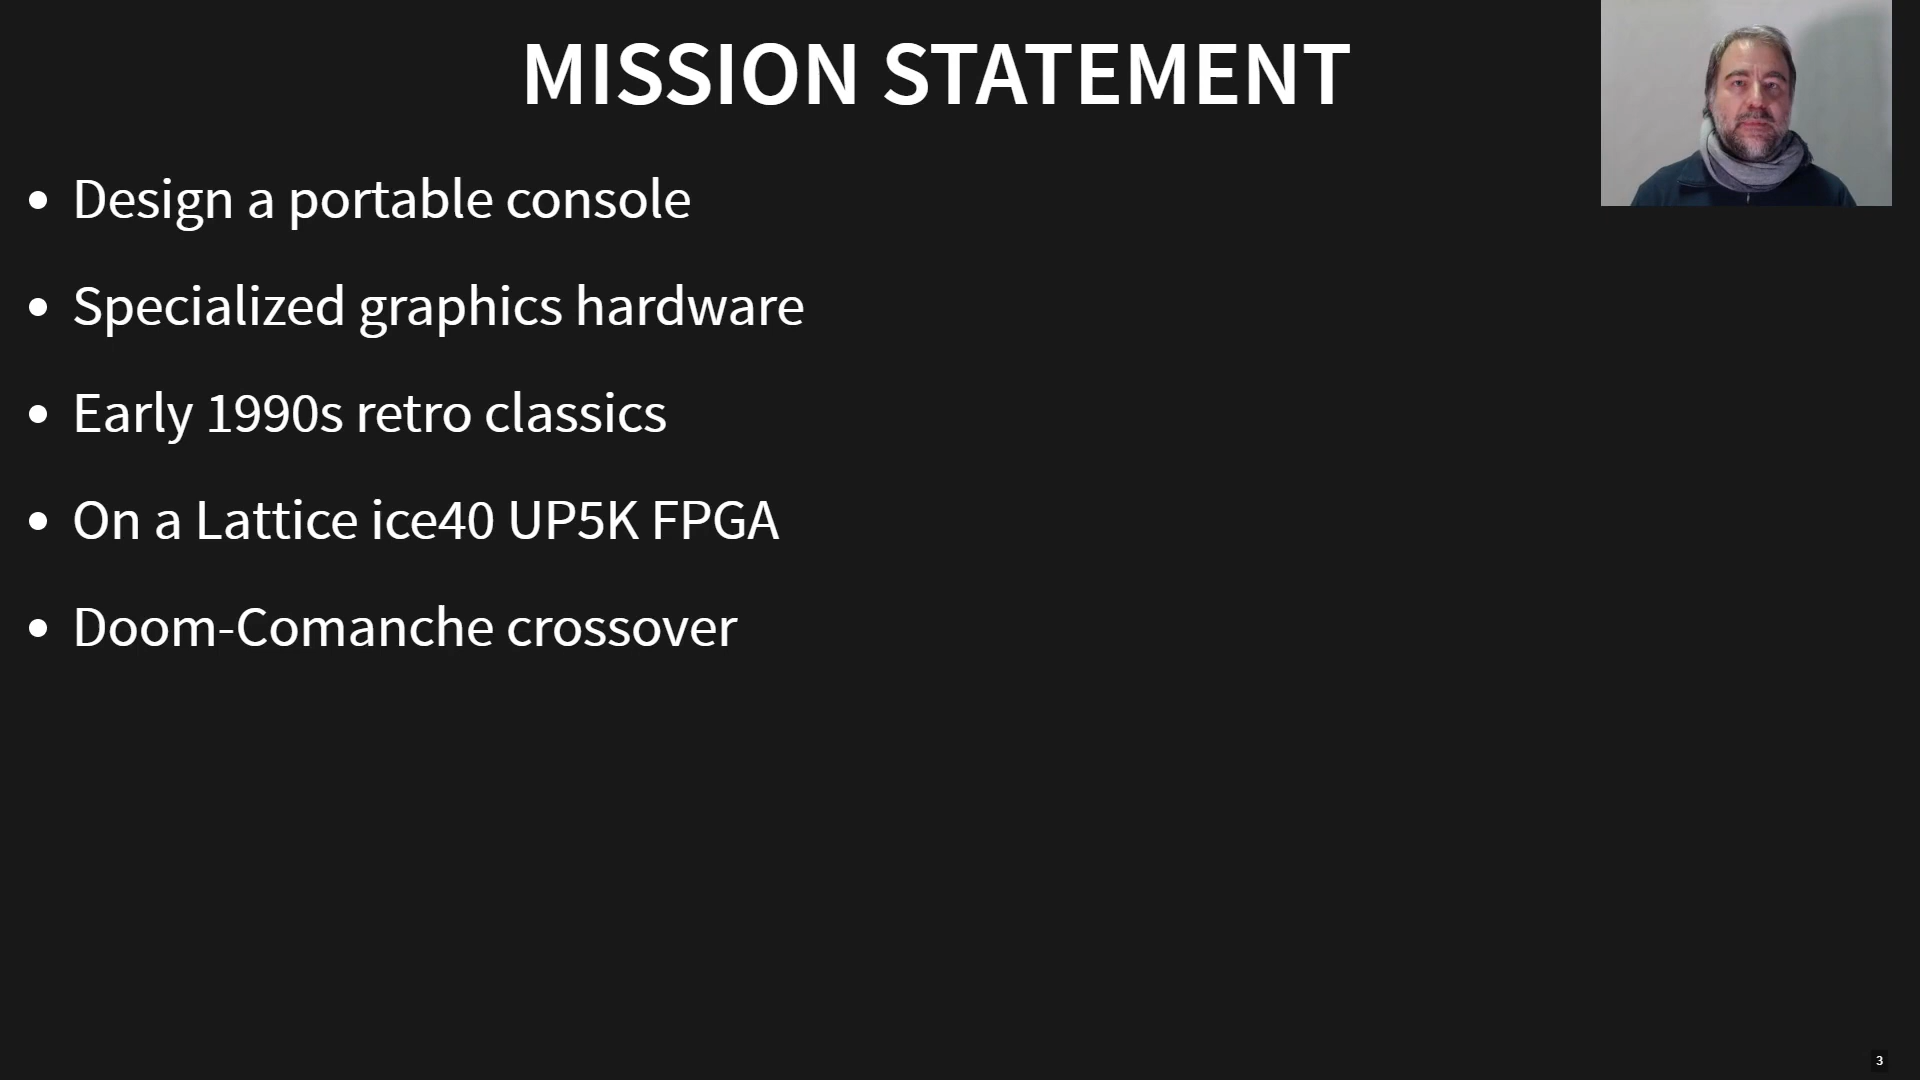 MISSION STATEMENT
Design a portable console
Specialized graphics hardware
Early 1990s retro classics
On a Lattice ice40 UP5K FPGA
Doom-Comanche crossover
3